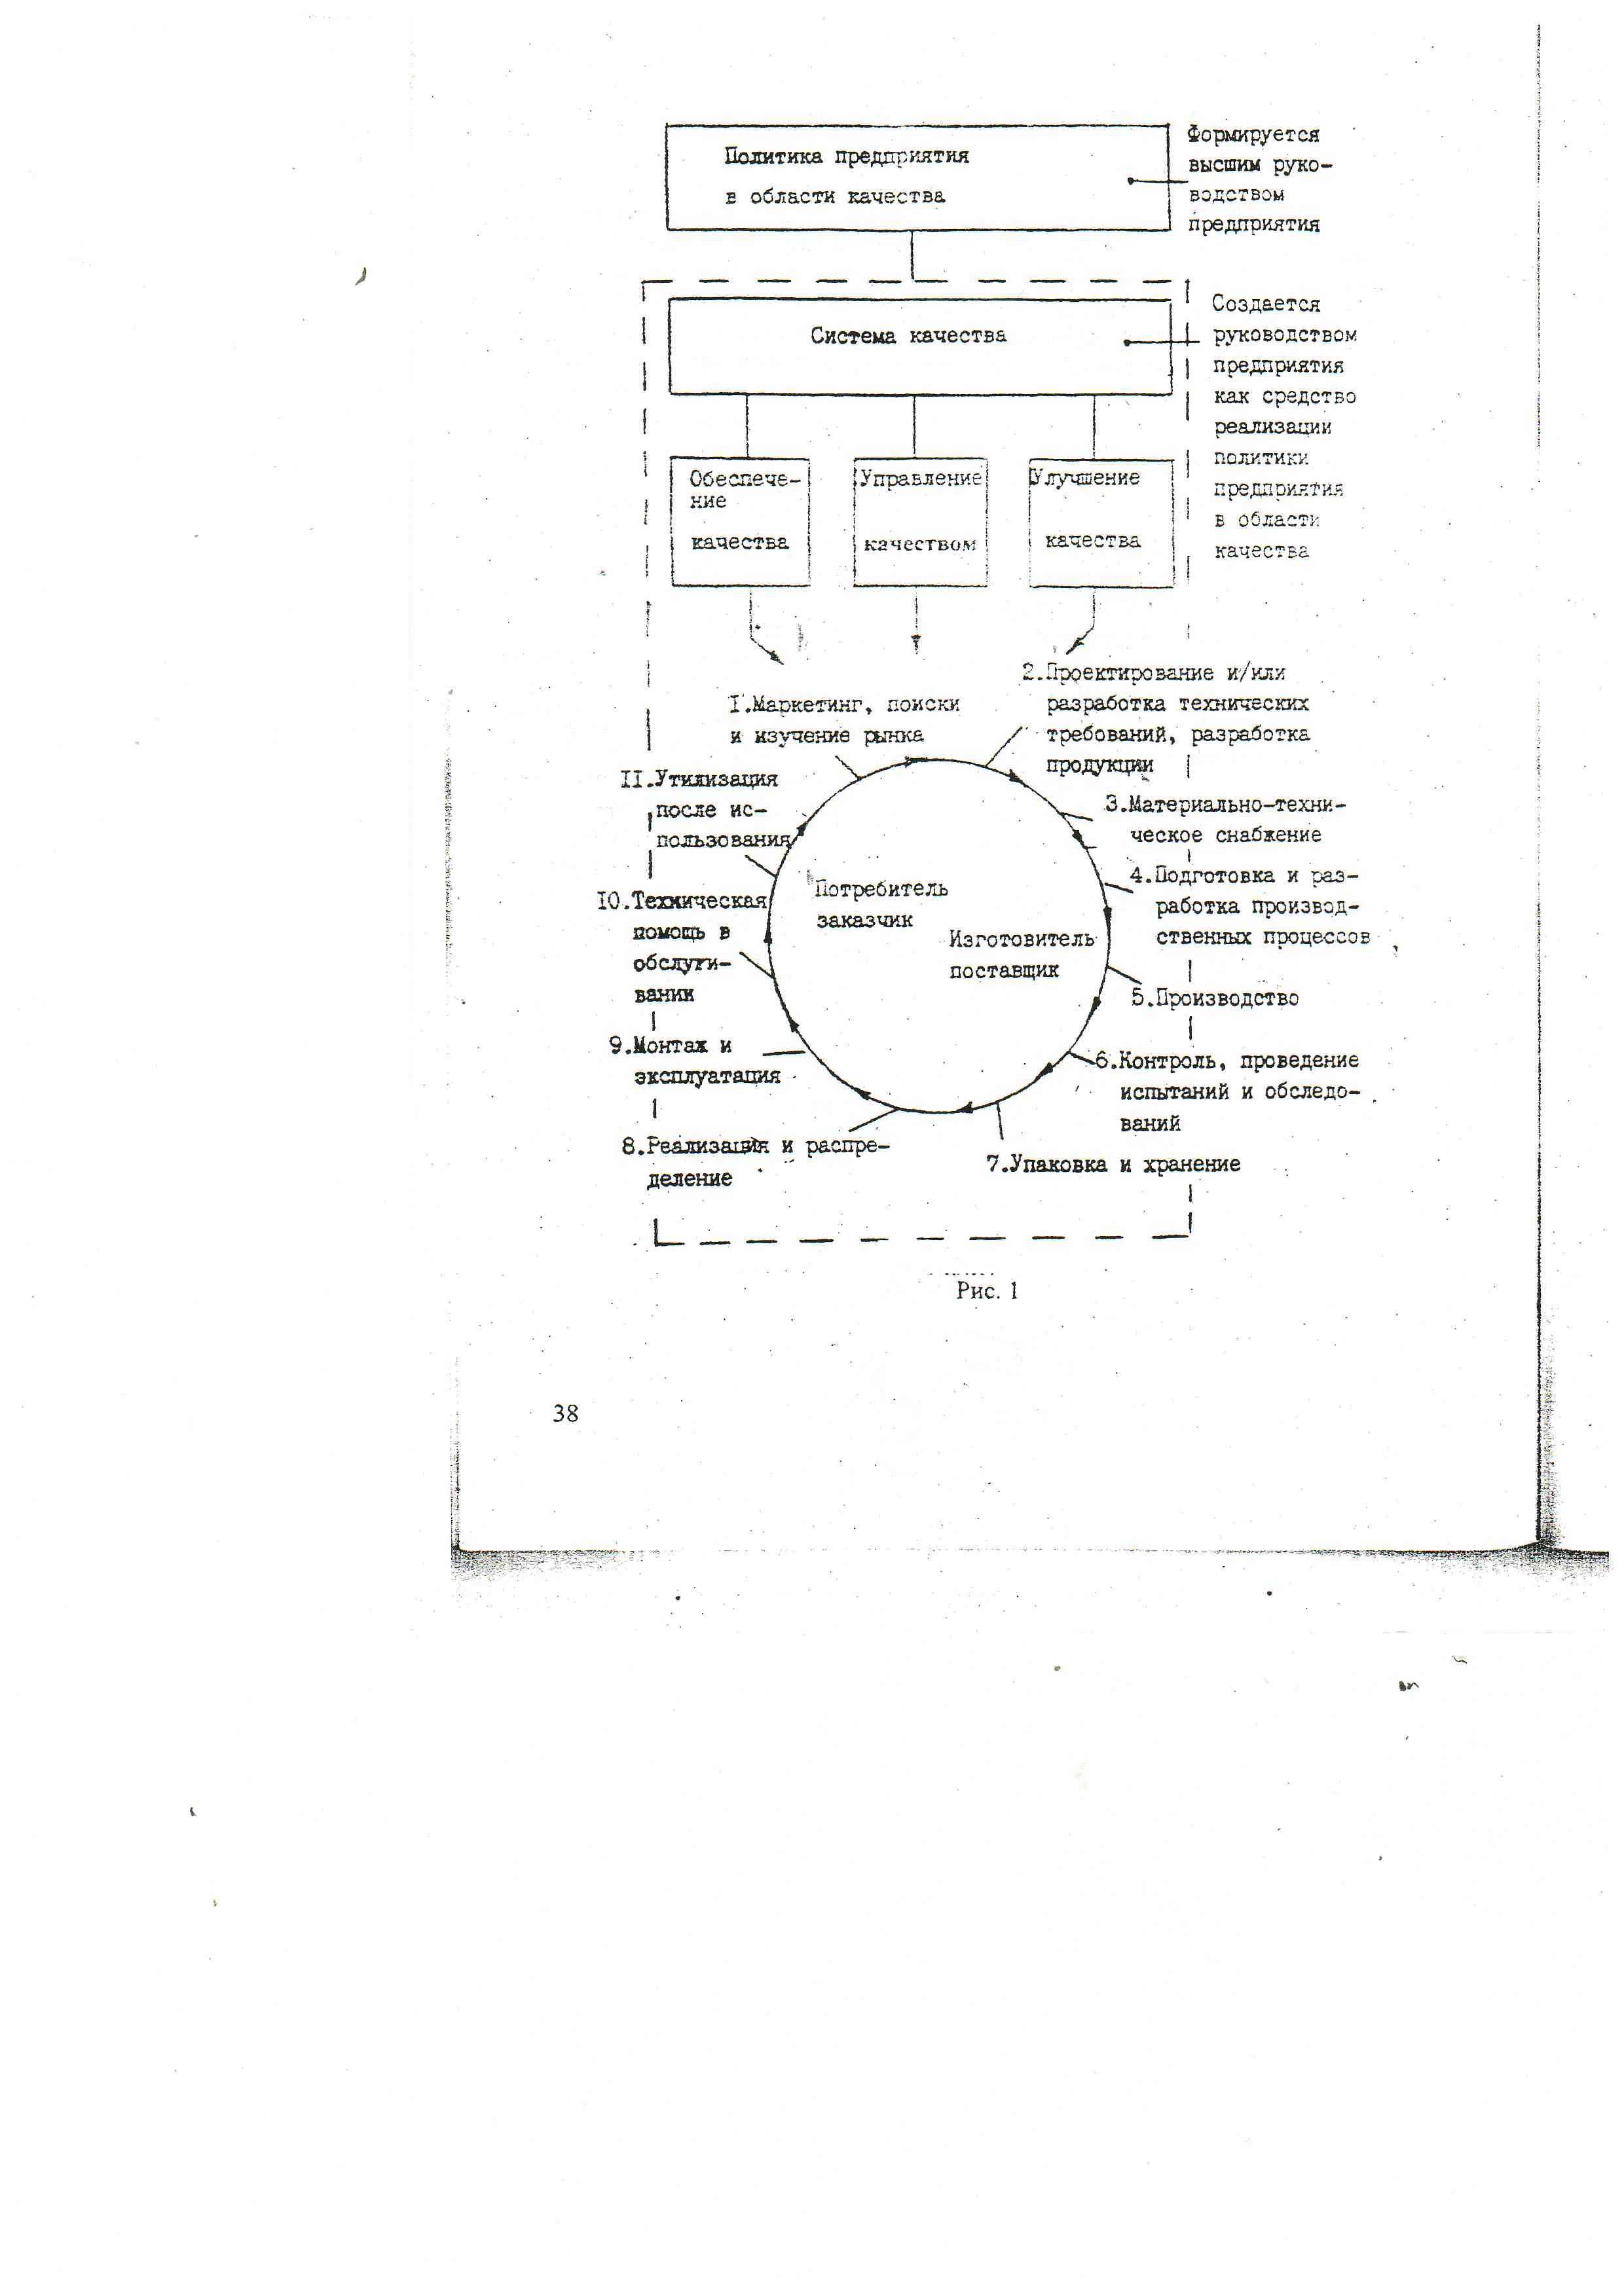 Политика предприятия
в области качества
Формируется
высшим руко-
водством
предприятия
Система качества
Создается
руководством
предприятия
как средство
реализации
политики
предприятия
в области
качества
Обеспече-
ние
качества
Управление
качеством
Улучшение
качества
1.Маркетинг, поиски
и изучение рынка
2.Проектирование и/или
разработка технических
требований, разработка
продукции
3.Материально-техни-
ческое снабжение
4.Подготовка и раз-
работка производ-
ственных процессов
5.Производство
6.Контроль, проведение
испытаний и обследо-
ваний
7.Упаковка и хранение
8.Реализация и распре-
деление
9.Монтаж и
эксплуатация
10.Техническая
помощь в
обслужи-
вании
11.Утилизация
после ис-
пользования
Потребитель
заказчик
Изготовитель
поставщик
Рис. 1
38